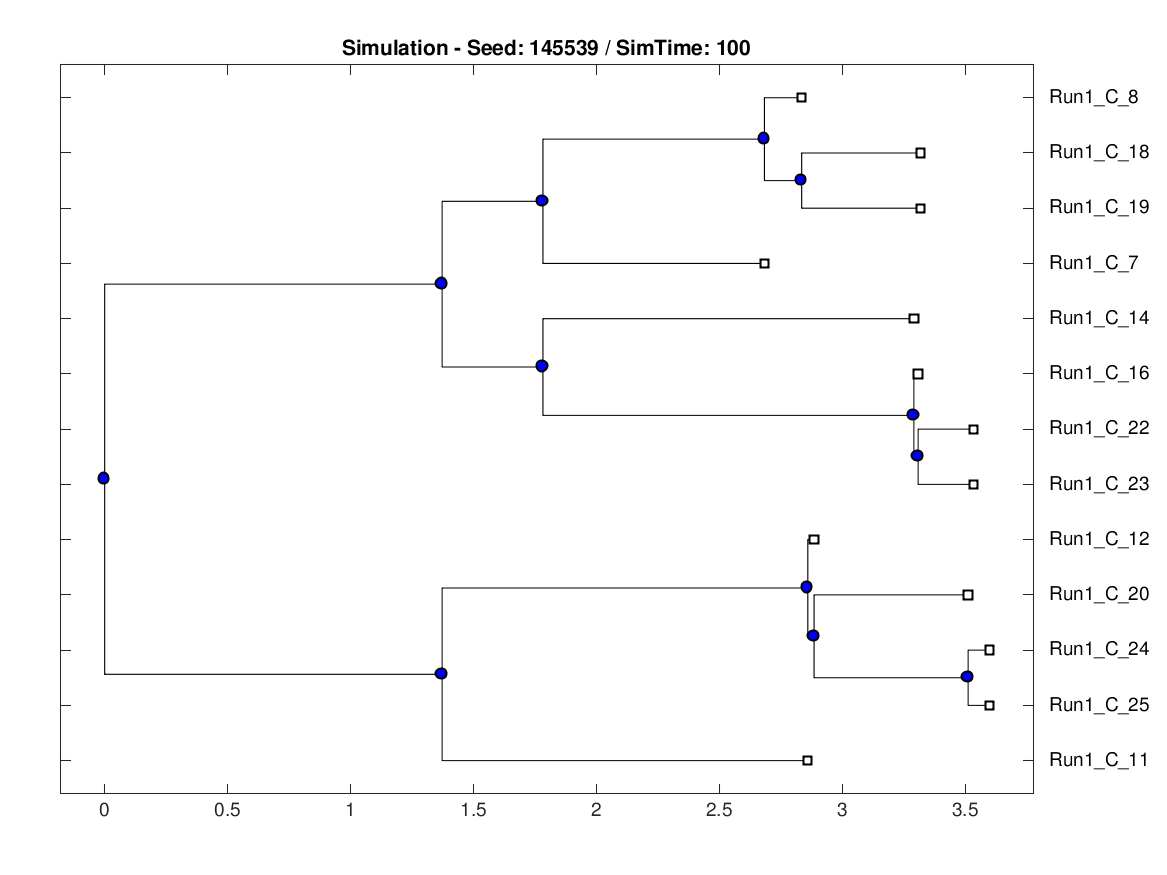 Simulation - Seed: 145539 / SimTime: 100
Run1_C_8
Run1_C_18
Run1_C_19
Run1_C_7
Run1_C_14
Run1_C_16
Run1_C_22
Run1_C_23
Run1_C_12
Run1_C_20
Run1_C_24
Run1_C_25
Run1_C_11
0 0.5 1 1.5 2 2.5 3 3.5